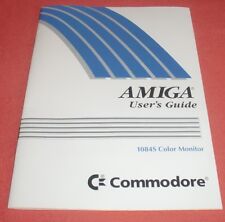 AMIGA®
User's Guide
1084S Color Monitor
Commodore®